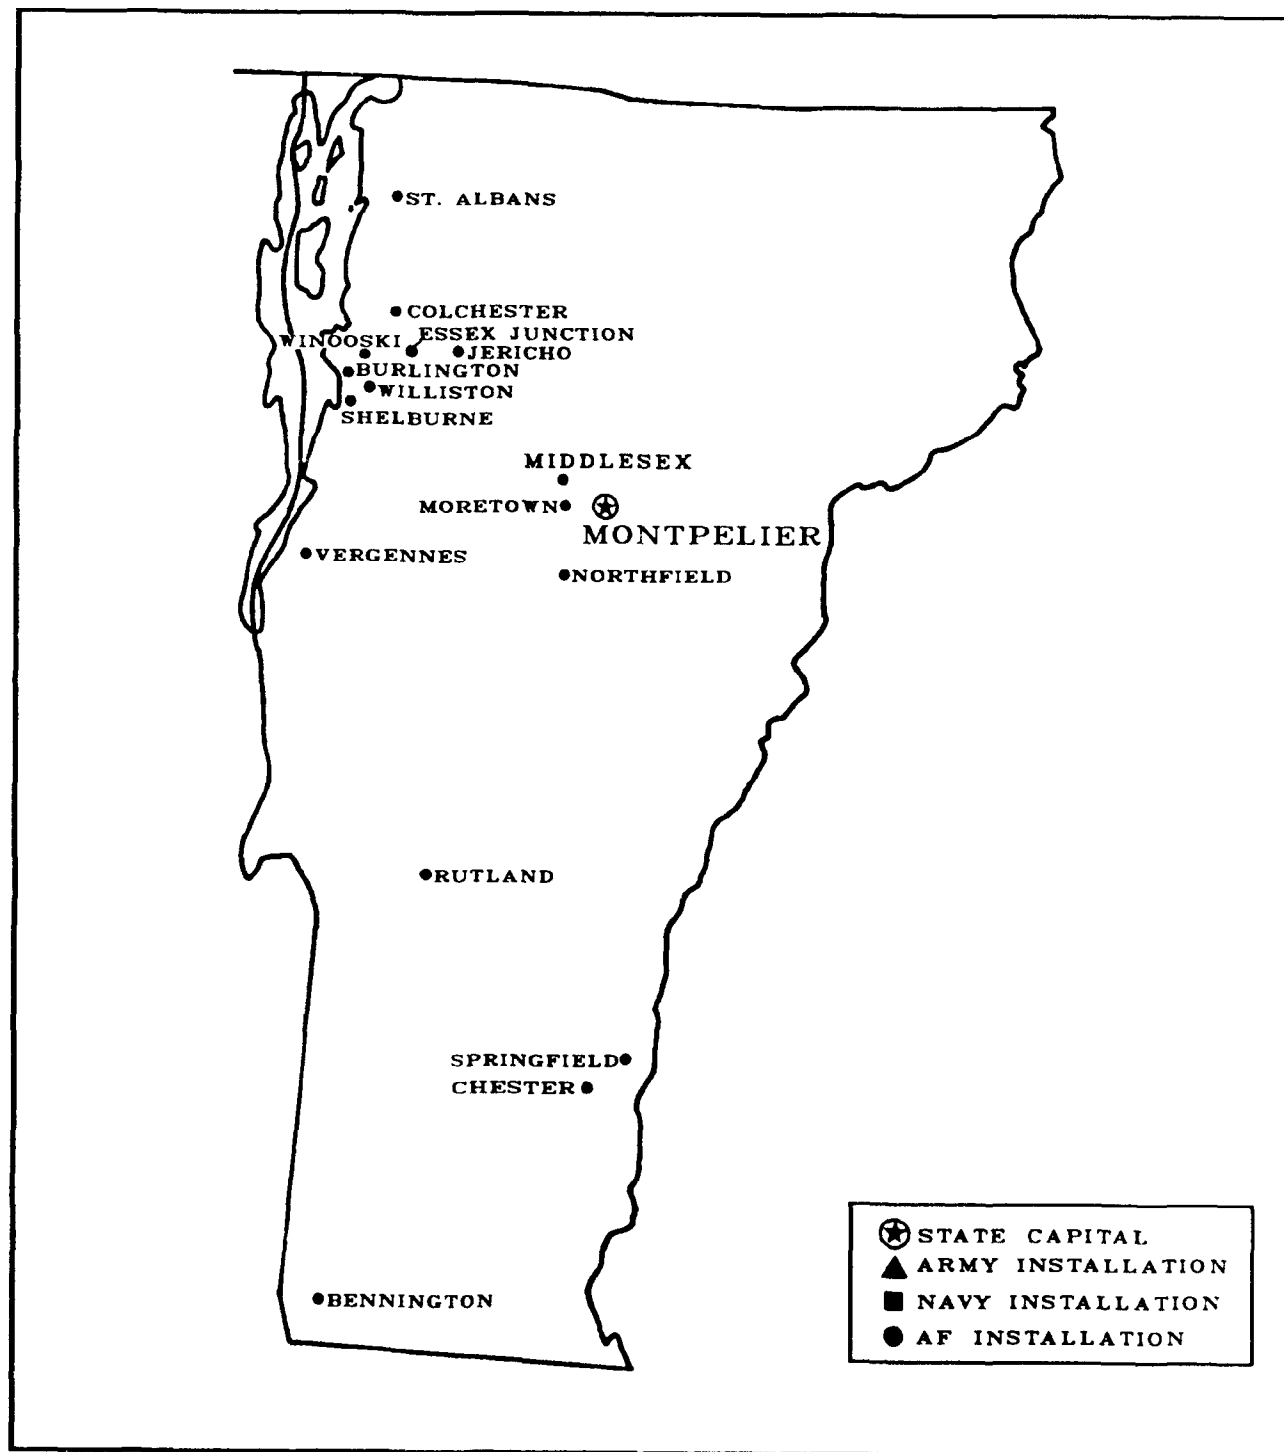 ST. ALBANS
COLCHESTER
ESSEX JUNCTION
WINOOSKI
JERICHO
BURLINGTON
WILLISTON
SHELBURNE
MIDDLESEX
MORETOWN
MONTPELIER
VERGENNES
NORTHFIELD
RUTLAND
SPRINGFIELD
CHESTER
BENNINGTON
STATE CAPITAL
ARMY INSTALLATION
NAVY INSTALLATION
AF INSTALLATION